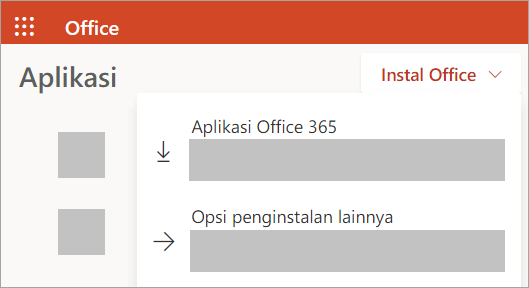 Office
Aplikasi
Instal Office
Aplikasi Office 365
Opsi penginstalan lainnya